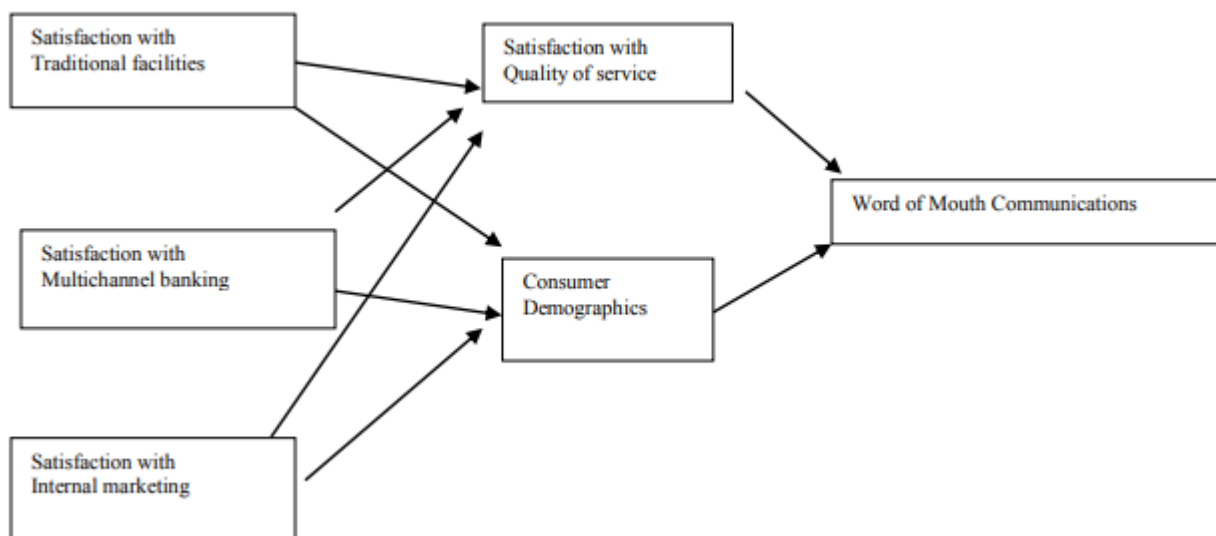 Satisfaction with
Traditional facilities
Satisfaction with
Quality of service
Word of Mouth Communications
Satisfaction with
Multichannel banking
Consumer
Demographics
Satisfaction with
Internal marketing